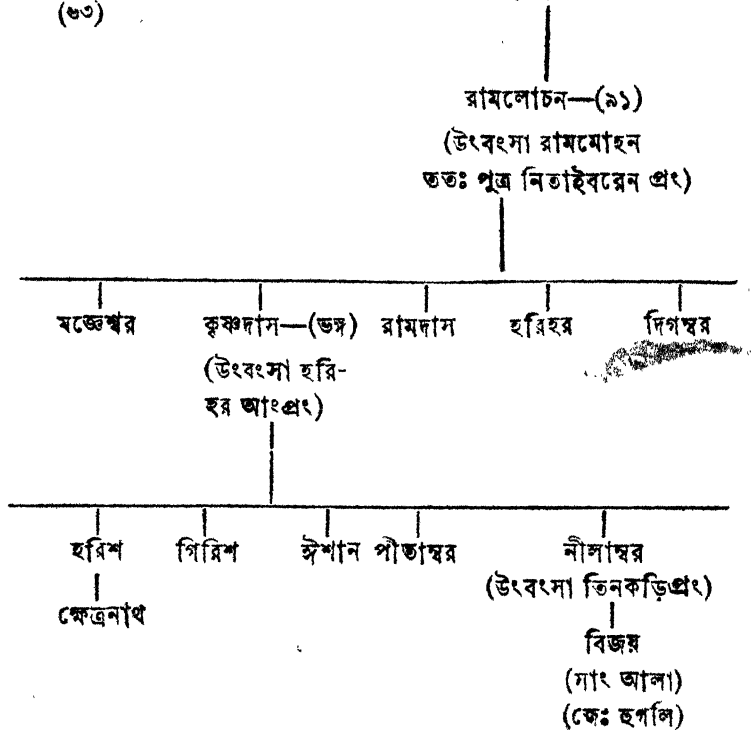 (৬৩)
রামলোচন—(৯১)
(উংবংসা রামমোহন
ততঃ পুত্র নিতাইবরেন প্রং)
যজ্ঞেশ্বর কৃষ্ণদাস—(ভঙ্গ) রামদাস হরিহর দিগম্বর
(উংবংসা হরি-
হর আংপ্রং)
হরিশ গিরিশ ঈশান পীতাম্বর নীলাম্বর
(উংবংসা তিনকড়িপ্রং)
ক্ষেত্রনাথ
বিজয়
(সাং আলা)
(জেঃ হুগলি)